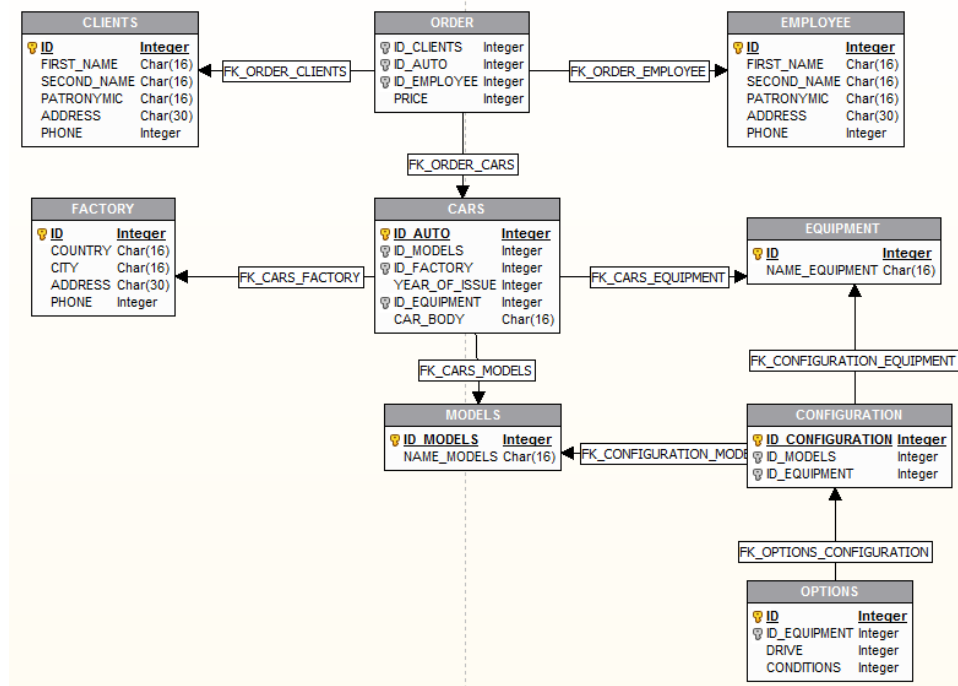 CLIENTS
ID Integer
FIRST_NAME Char(16)
SECOND_NAME Char(16)
PATRONYMIC Char(16)
ADDRESS Char(30)
PHONE Integer
FK_ORDER_CLIENTS
ORDER
ID_CLIENTS Integer
ID_AUTO Integer
ID_EMPLOYEE Integer
PRICE Integer
FK_ORDER_EMPLOYEE
EMPLOYEE
ID Integer
FIRST_NAME Char(16)
SECOND_NAME Char(16)
PATRONYMIC Char(16)
ADDRESS Char(30)
PHONE Integer
FK_ORDER_CARS
FACTORY
ID Integer
COUNTRY Char(16)
CITY Char(16)
ADDRESS Char(30)
PHONE Integer
FK_CARS_FACTORY
CARS
ID_AUTO Integer
ID_MODELS Integer
ID_FACTORY Integer
YEAR_OF_ISSUE Integer
ID_EQUIPMENT Integer
CAR_BODY Char(16)
FK_CARS_EQUIPMENT
EQUIPMENT
ID Integer
NAME_EQUIPMENT Char(16)
FK_CARS_MODELS
FK_CONFIGURATION_EQUIPMENT
MODELS
ID_MODELS Integer
NAME_MODELS Char(16)
FK_CONFIGURATION_MODE
CONFIGURATION
ID_CONFIGURATION Integer
ID_MODELS Integer
ID_EQUIPMENT Integer
FK_OPTIONS_CONFIGURATION
OPTIONS
ID Integer
ID_EQUIPMENT Integer
DRIVE Integer
CONDITIONS Integer